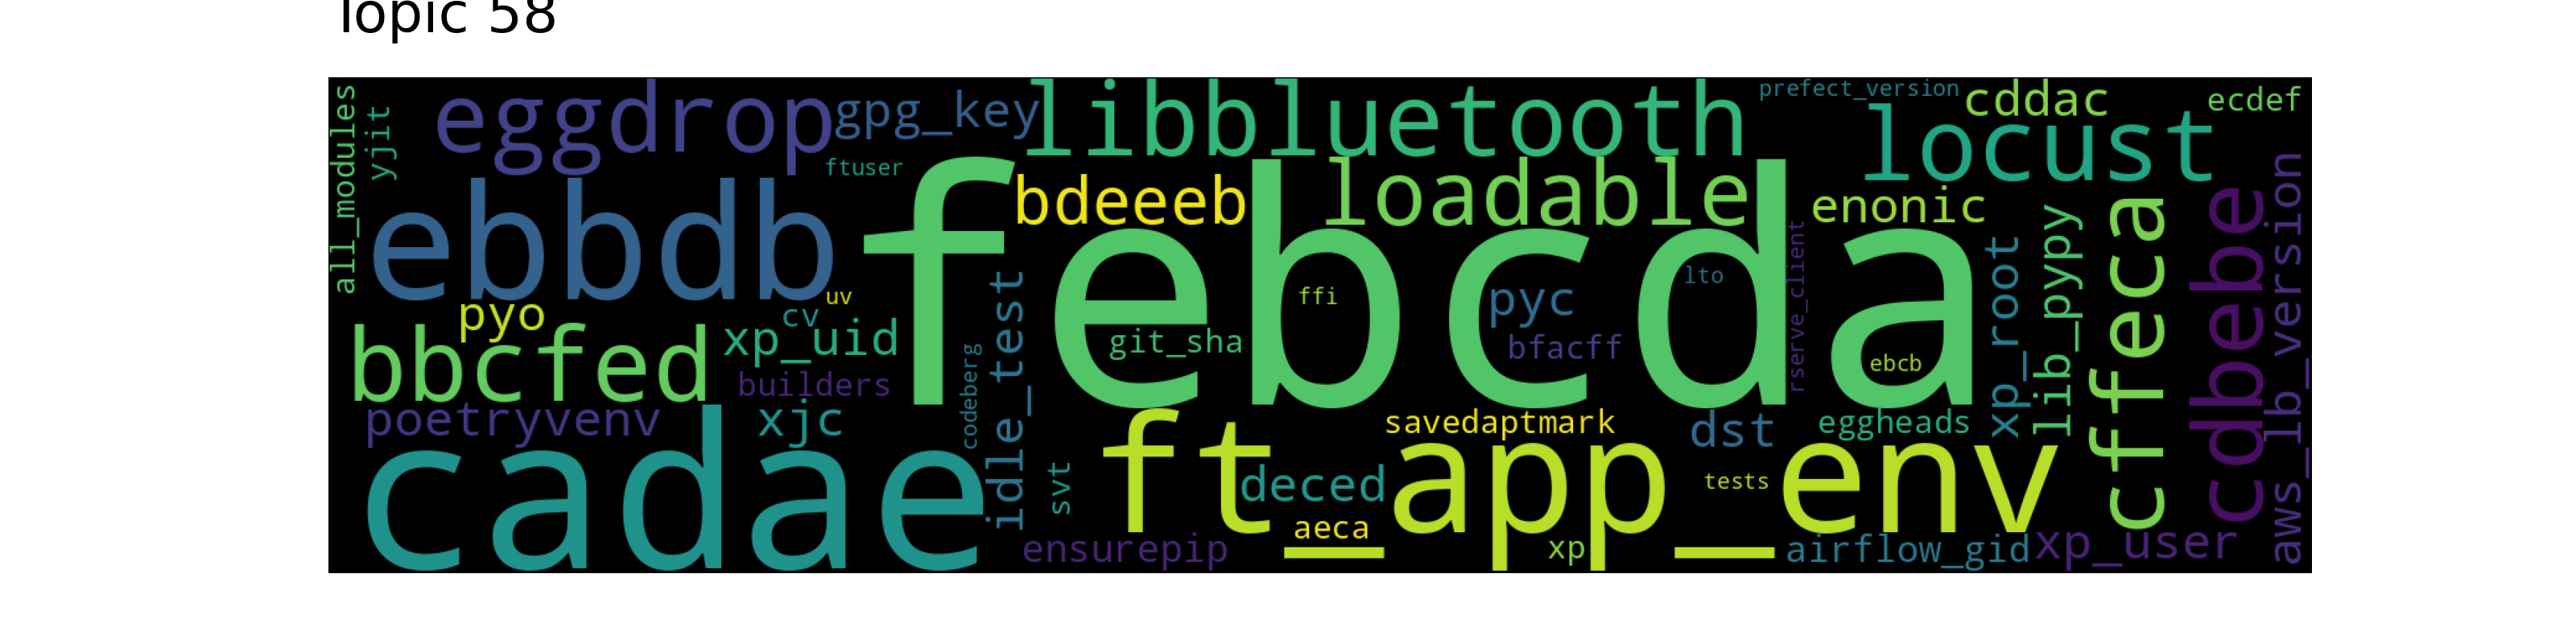 Topic 58
all_modules
yjit
eggdrop
gpg_key
libbluetooth
prefect_version
cddac
ecdef
ftuser
locust
ebbdb
febcda
bdeeeb
loadable
enonic
aws_lb_version
cdbebe
cffeca
lib_pypy
xp_root
rserve_client
lto
ffi
pyc
uv
cv
pyo
xp_uid
bbcfed
builders
git_sha
bfacff
ebcb
codeberg
idle_test
poetryvenv
xjc
savedaptmark
dst
eggheads
cadae
svt
ft_app_env
deced
tests
aeca
ensurepip
xp
airflow_gid
xp_user